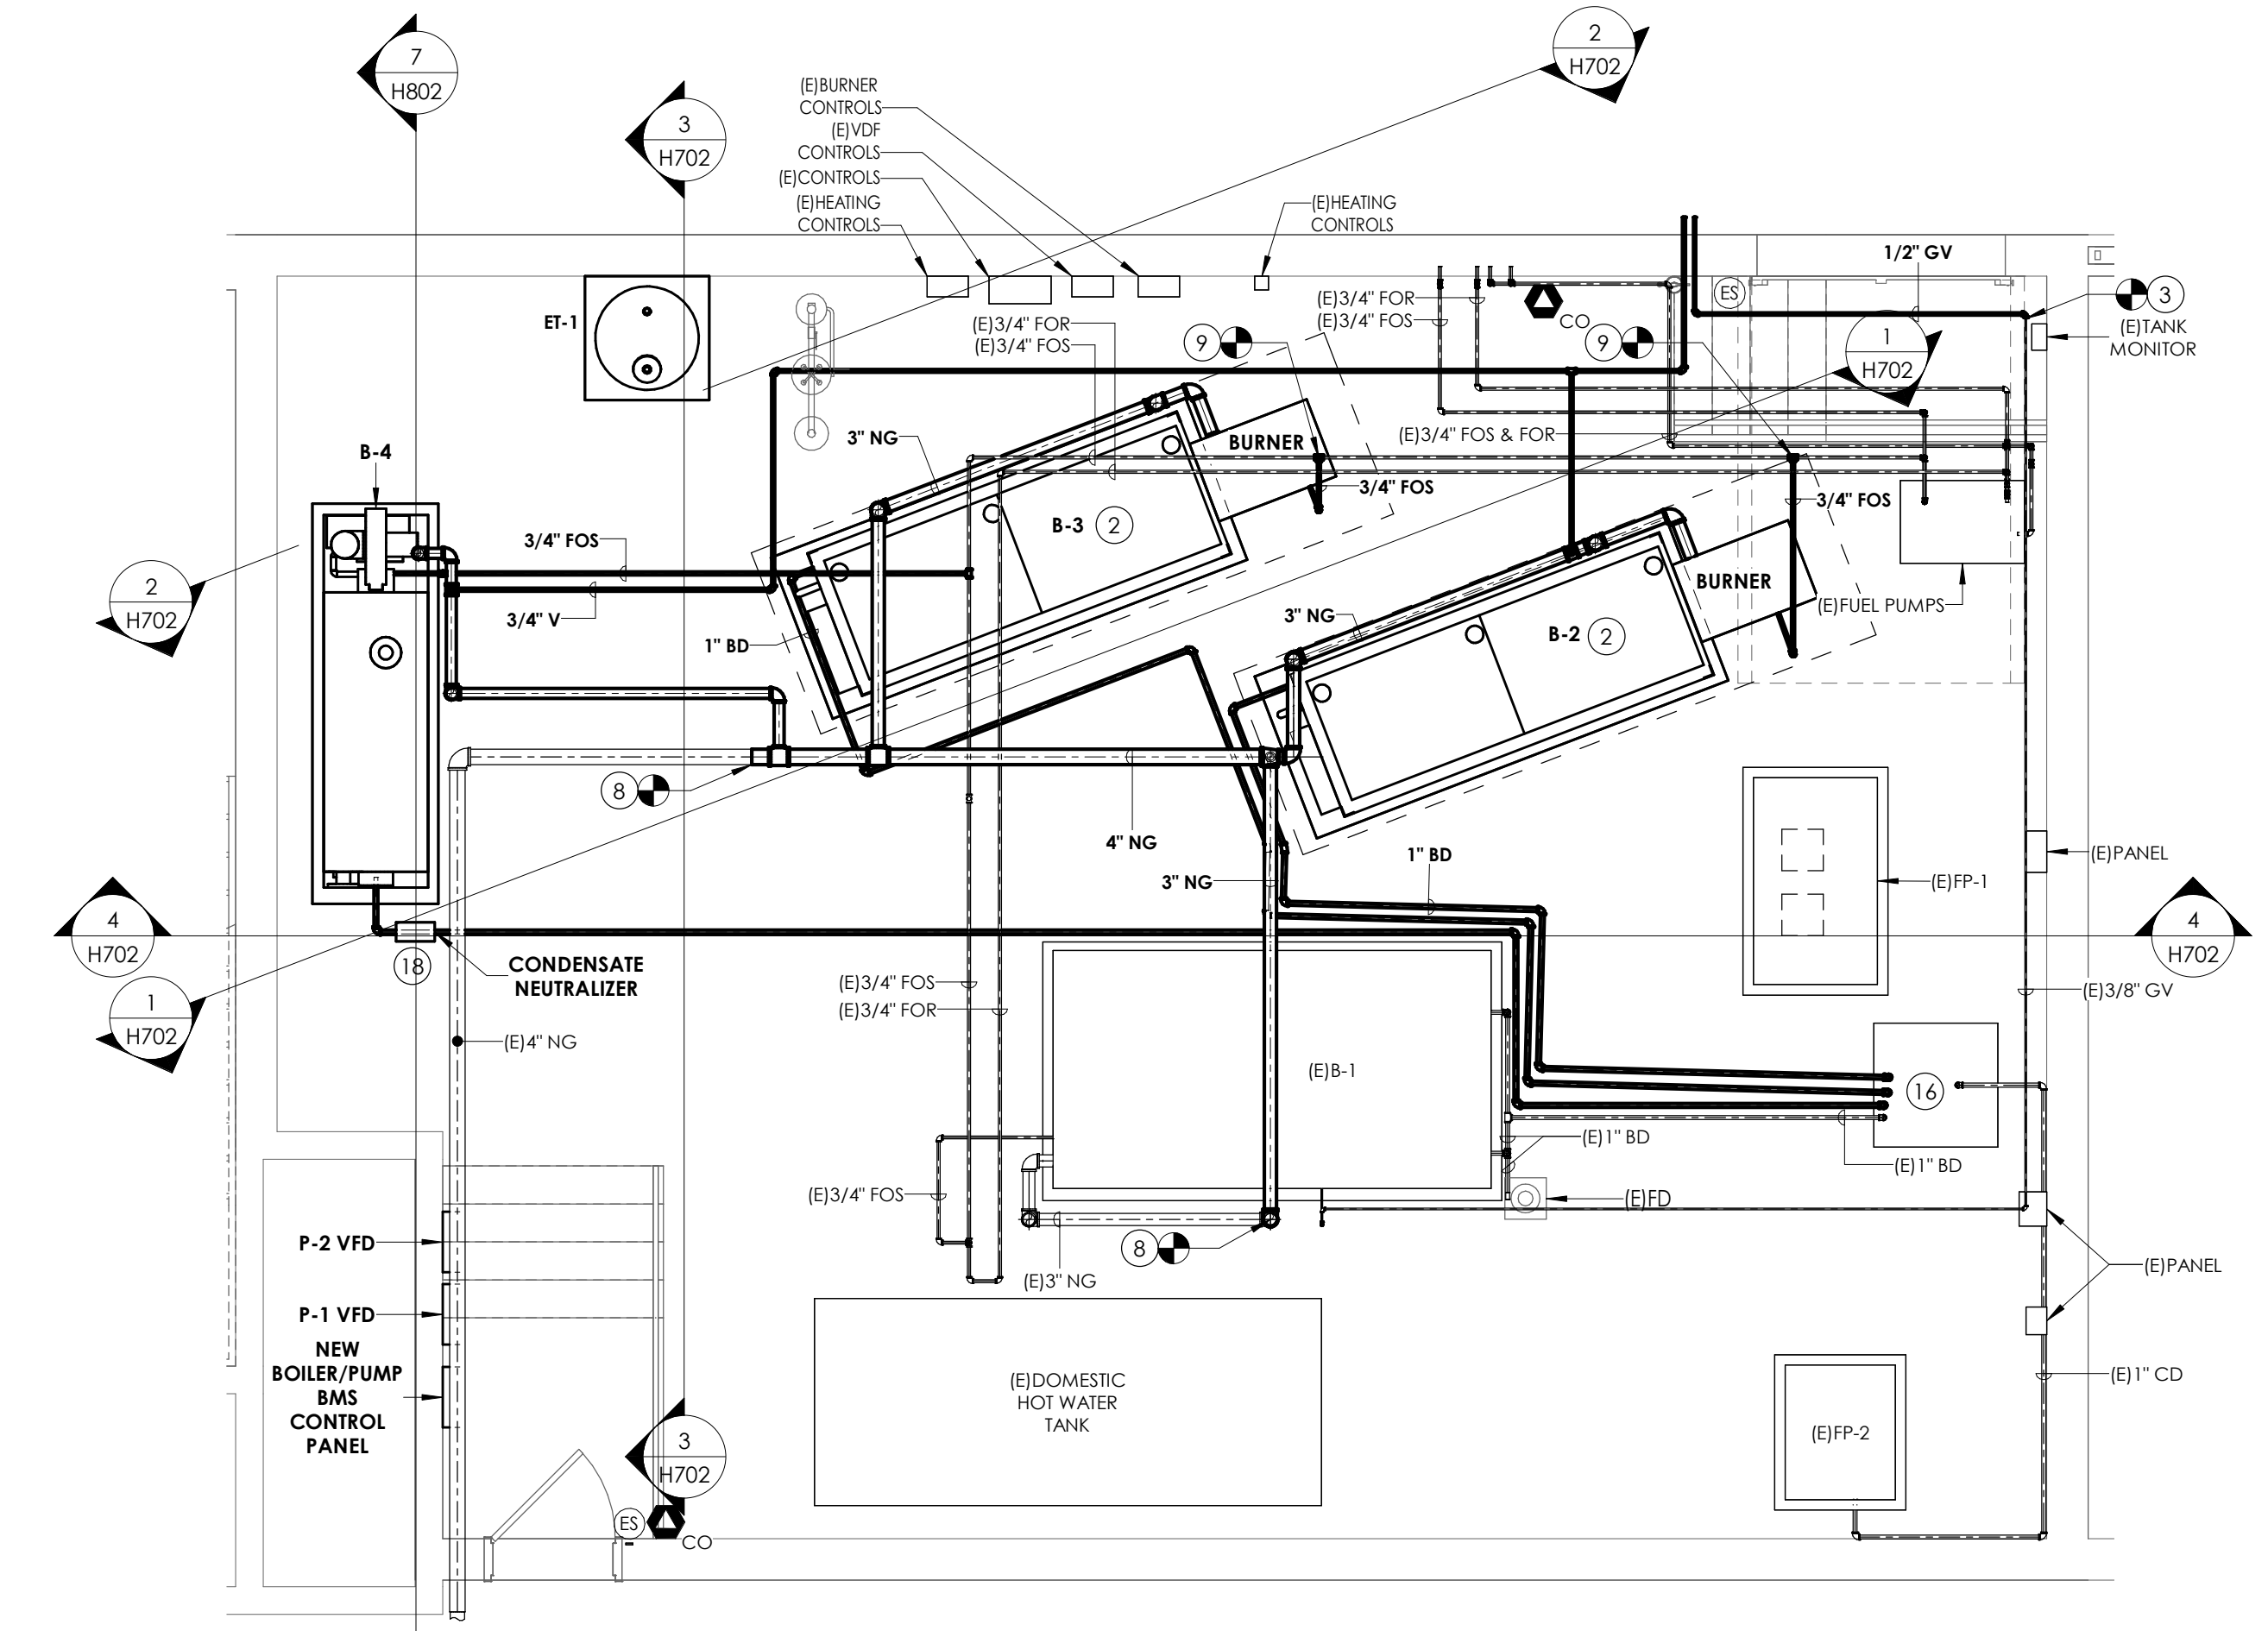 7
H802
3
H702
2
H702
(E)BURNER
CONTROLS
(E)VDF
CONTROLS
(E)CONTROLS
(E)HEATING
CONTROLS
(E)HEATING
CONTROLS
1/2" GV
ES
3
(E)TANK
MONITOR
ET-1
(E)3/4" FOR
(E)3/4" FOS
(E)3/4" FOR
(E)3/4" FOS
CO
9
9
1
H702
3" NG
BURNER
(E)3/4" FOS & FOR
B-4
3/4" FOS
3/4" FOS
B-3
2
3/4" FOS
BURNER
2
H702
3/4" V
1" BD
3" NG
B-2
2
(E)FUEL PUMPS
8
4" NG
1" BD
3" NG
(E)PANEL
(E)FP-1
4
H702
4
H702
18
CONDENSATE
NEUTRALIZER
(E)3/4" FOS
(E)3/4" FOR
(E)3/8" GV
1
H702
(E)4" NG
(E)B-1
16
(E)1" BD
(E)1" BD
(E)3/4" FOS
(E)FD
P-2 VFD
8
(E)3" NG
(E)PANEL
P-1 VFD
NEW
BOILER/PUMP
BMS
CONTROL
PANEL
(E)DOMESTIC
HOT WATER
TANK
(E)1" CD
(E)FP-2
3
H702
ES
CO